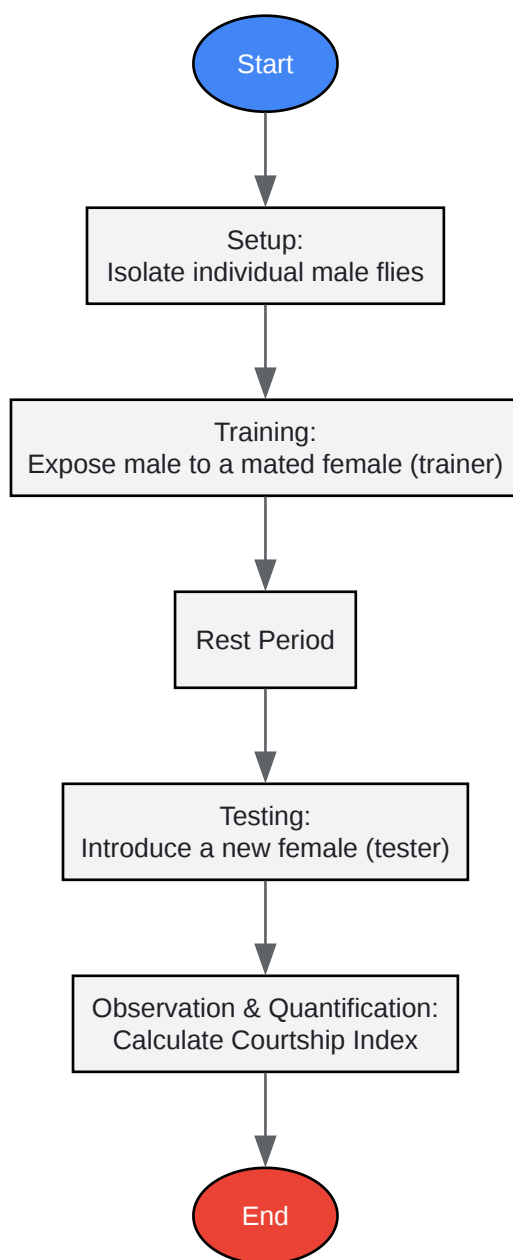 Start
Setup:
Isolate individual male flies
Training:
Expose male to a mated female (trainer)
Rest Period
Testing:
Introduce a new female (tester)
Observation & Quantification:
Calculate Courtship Index
End